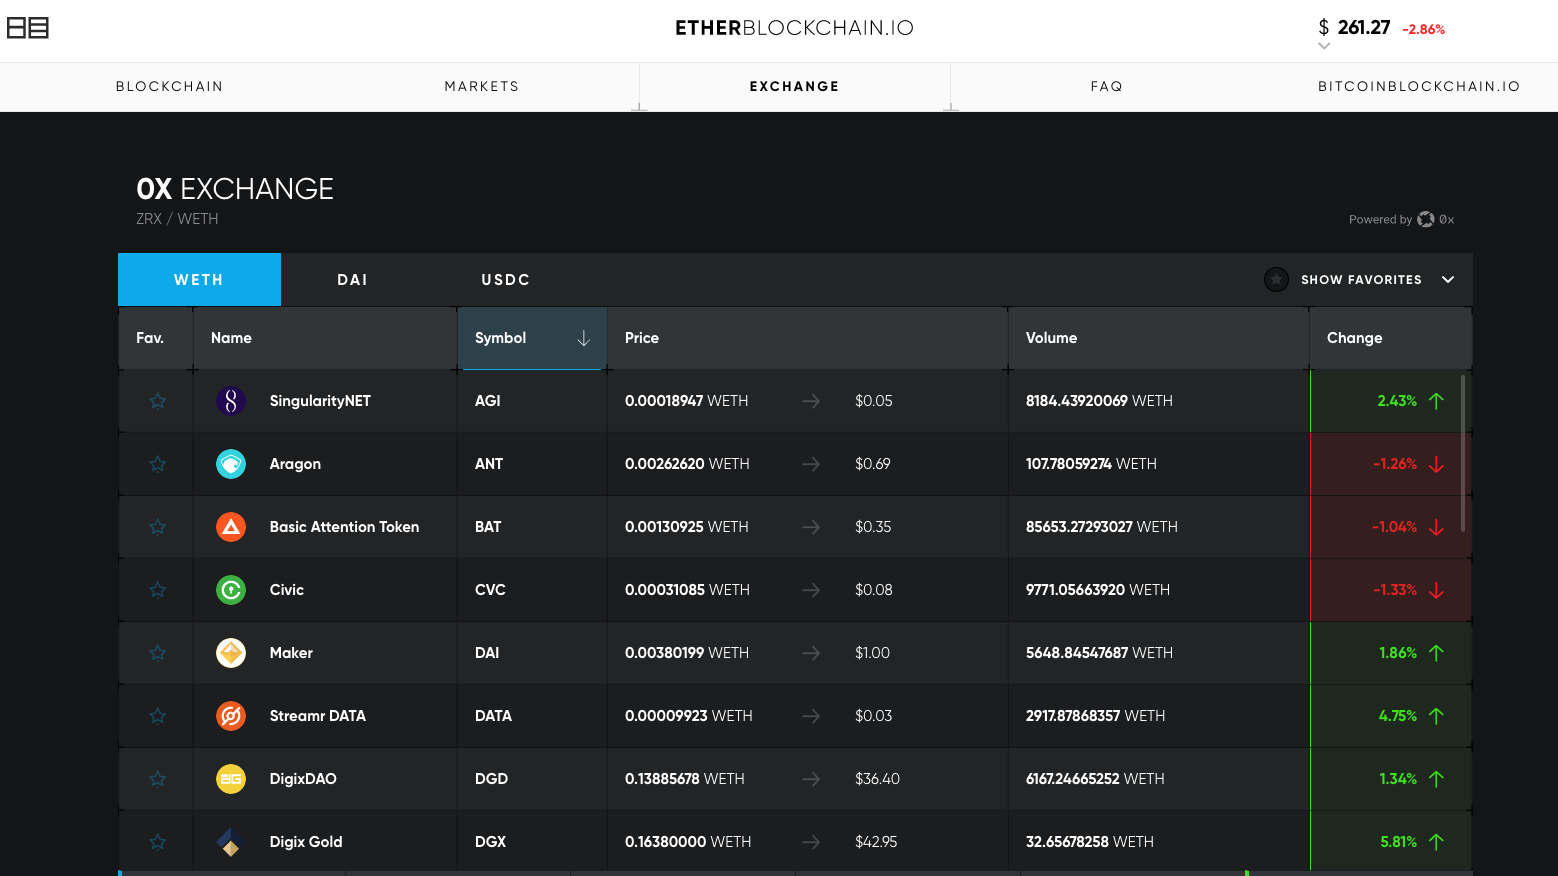 ETHERBLOCKCHAIN.IO
$ 261.27 -2.86%
BLOCKCHAIN MARKETS EXCHANGE FAQ BITCOINBLOCKCHAIN.IO
0X EXCHANGE
ZRX / WETH
Powered by 0x
WETH DAI USDC SHOW FAVORITES
Fav. Name Symbol Price Volume Change
SingularityNET AGI 0.00018947 WETH $0.05 8184.43920069 WETH 2.43%
Aragon ANT 0.00262620 WETH $0.69 107.78059274 WETH -1.26%
Basic Attention Token BAT 0.00130925 WETH $0.35 85653.27293027 WETH -1.04%
Civic CVC 0.00031085 WETH $0.08 9771.05663920 WETH -1.33%
Maker DAI 0.00380199 WETH $1.00 5648.84547687 WETH 1.86%
Streamr DATA DATA 0.00009923 WETH $0.03 2917.87868357 WETH 4.75%
DigixDAO DGD 0.13885678 WETH $36.40 6167.24665252 WETH 1.34%
Digix Gold DGX 0.16380000 WETH $42.95 32.65678258 WETH 5.81%